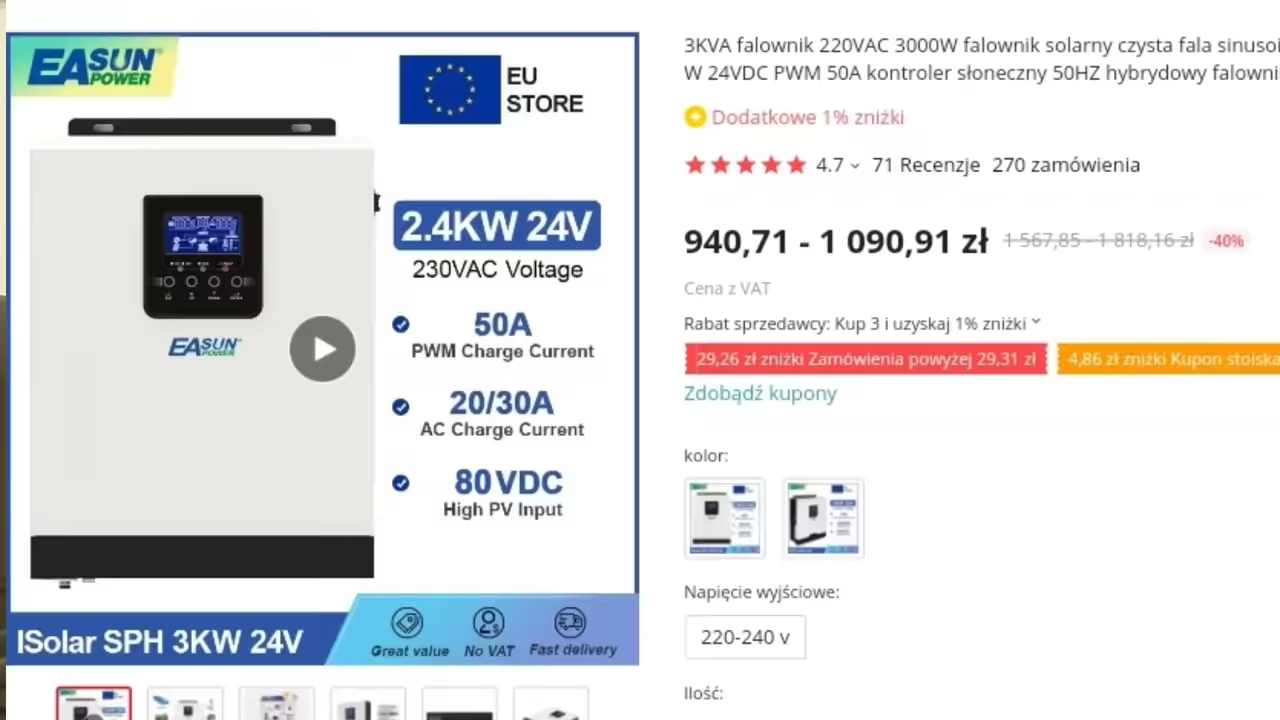 EASUN
POWER
EU
STORE
2.4KW 24V
230VAC Voltage
50A
PWM Charge Current
20/30A
AC Charge Current
80VDC
High PV Input
EASUN
POWER
ISolar SPH 3KW 24V
Great value
No VAT
Fast delivery
3KVA falownik 220VAC 3000W falownik solarny czysta fala
W 24VDC PWM 50A kontroler słoneczny 50HZ hybrydowy
Dodatkowe 1% zniżki
4.7 71 Recenzje 270 zamówienia
940,71 - 1 090,91 zł 1 567,85 - 1 818,16 zł -40%
Cena z VAT
Rabat sprzedawcy: Kup 3 i uzyskaj 1% zniżki
29,26 zł zniżki Zamówienia powyżej 29,31 zł 4,86 zł zniżki Kupon stoiska
Zdobądź kupony
kolor:
Napięcie wyjściowe:
220-240 v
Ilość: